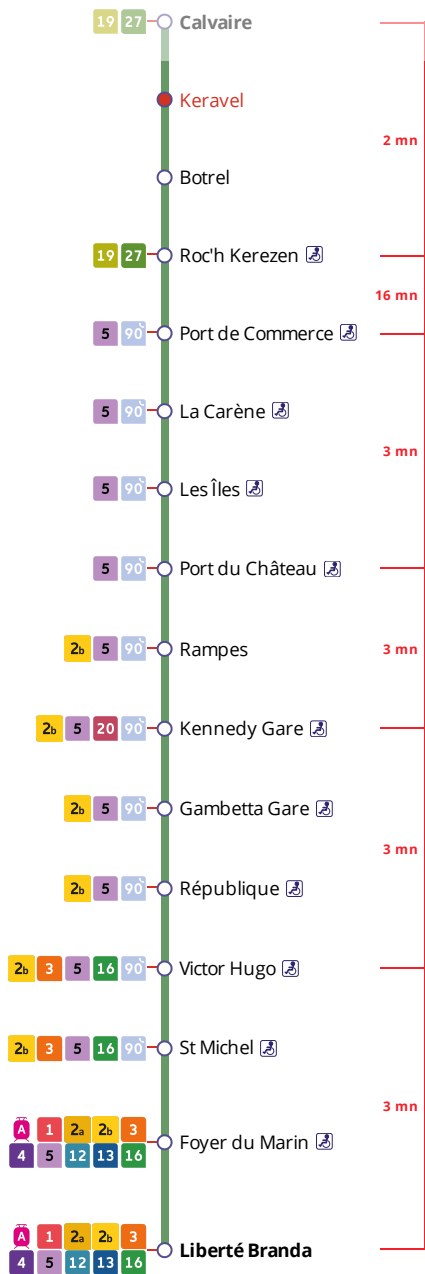 19 27 Calvaire
Keravel
2 mn
Botrel
19 27 Roc'h Kerezen
16 mn
5 90 Port de Commerce
5 90 La Carène
3 mn
5 90 Les Îles
5 90 Port du Château
2b 5 90 Rampes 3 mn
2b 5 20 90 Kennedy Gare
2b 5 90 Gambetta Gare
3 mn
2b 5 90 République
2b 3 5 16 90 Victor Hugo
2b 3 5 16 90 St Michel
3 mn
A 1 2a 2b 3
4 5 12 13 16 Foyer du Marin
A 1 2a 2b 3
4 5 12 13 16 Liberté Branda